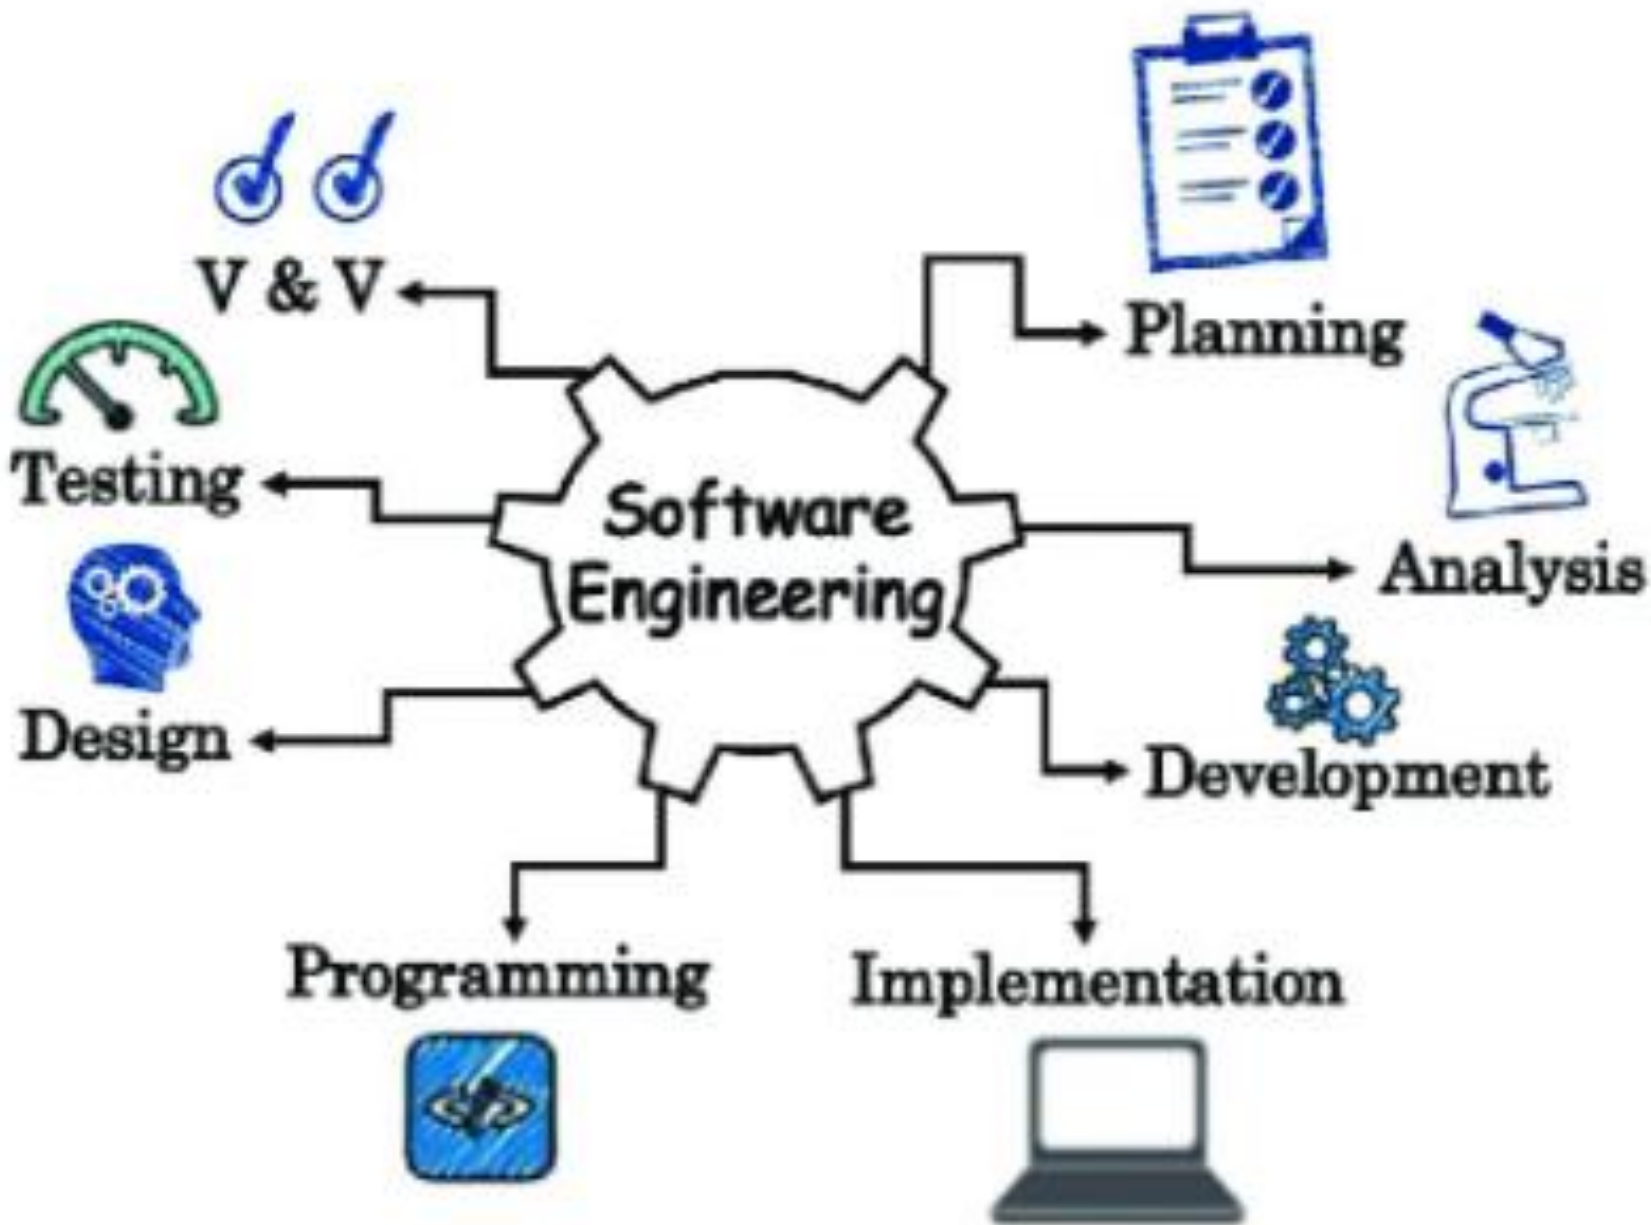 V & V
Planning
Testing
Software
Engineering
Analysis
Design
Development
Programming
Implementation